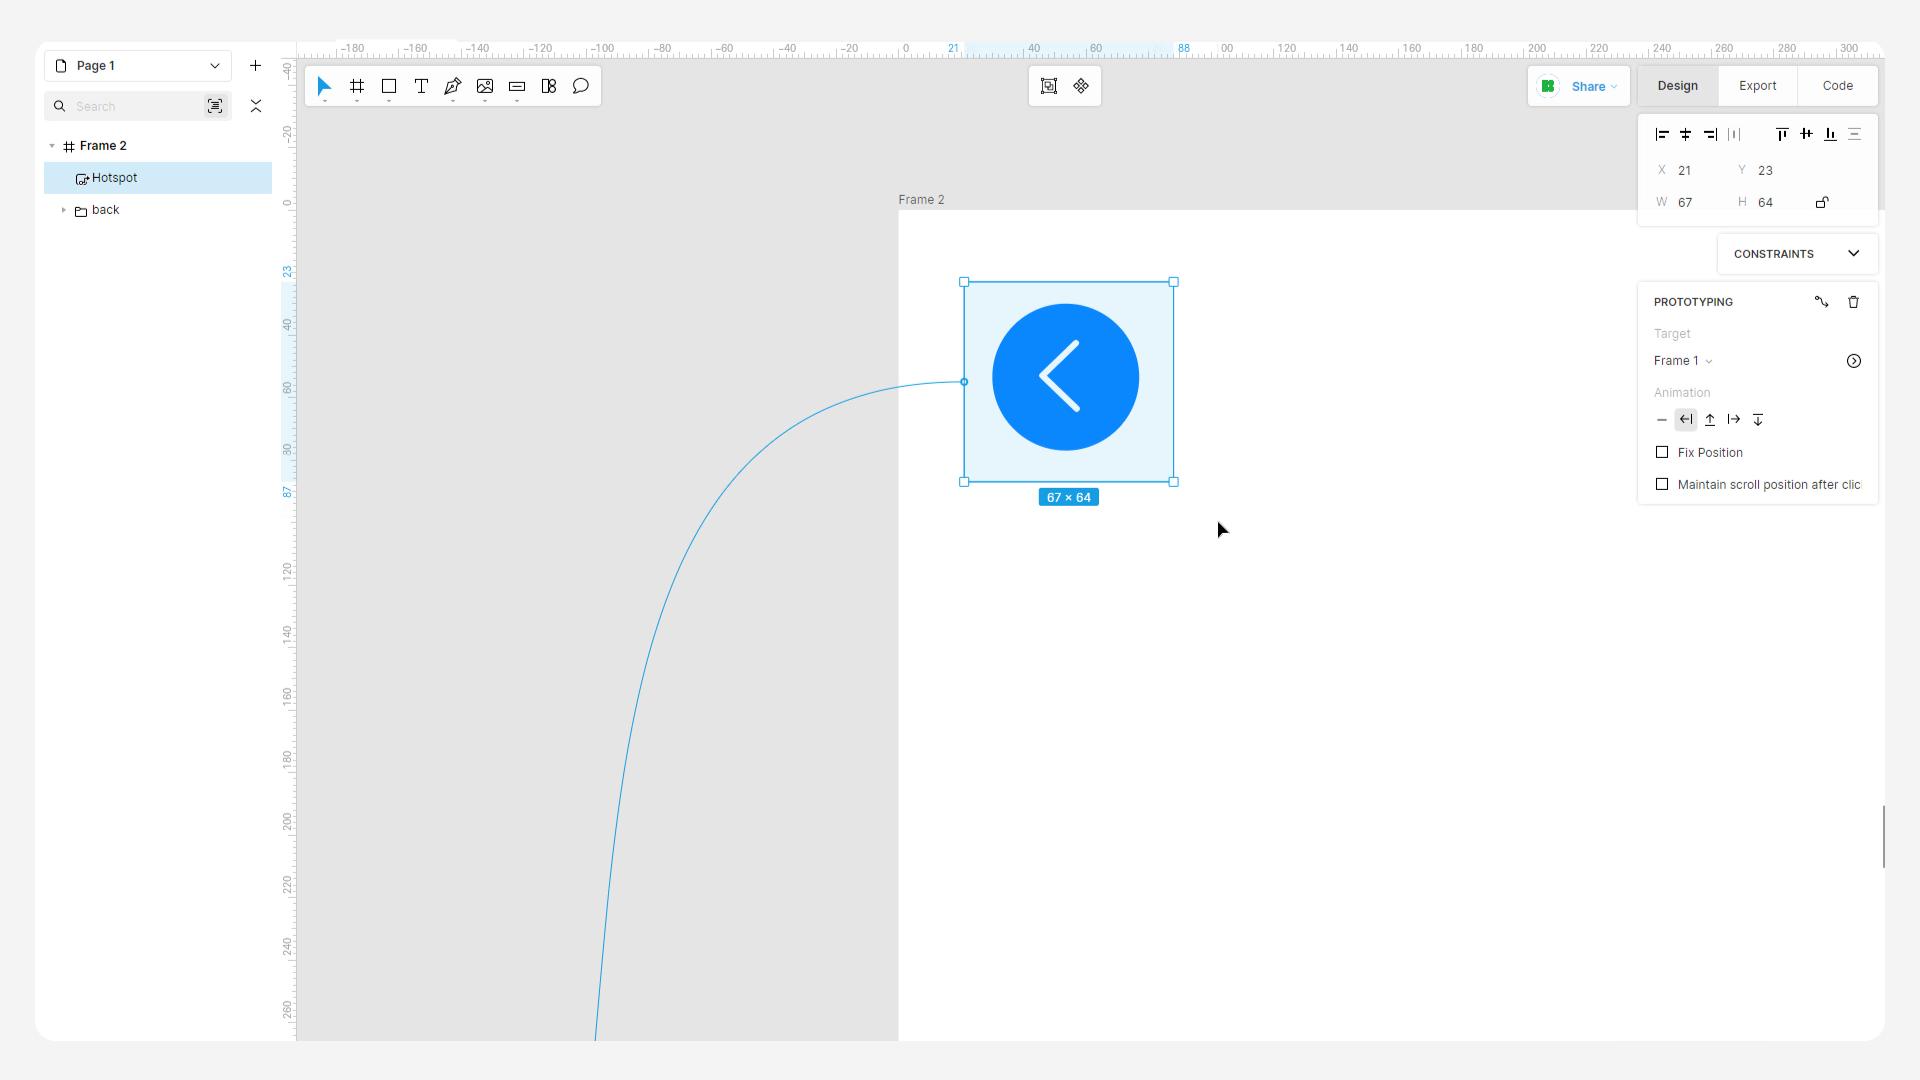 Page 1
Search
Frame 2
Hotspot
back
-180 -160 -140 -120 -100 -80 -60 -40 -20 0 21 40 60 88 00 120 140 160 180 200 220 240 260 280 300
-40
-20
0
23
40
60
80
87
120
140
160
180
200
220
240
260
Frame 2
67 × 64
Share
Design Export Code
X 21 Y 23
W 67 H 64
CONSTRAINTS
PROTOTYPING
Target
Frame 1
Animation
Fix Position
Maintain scroll position after clic